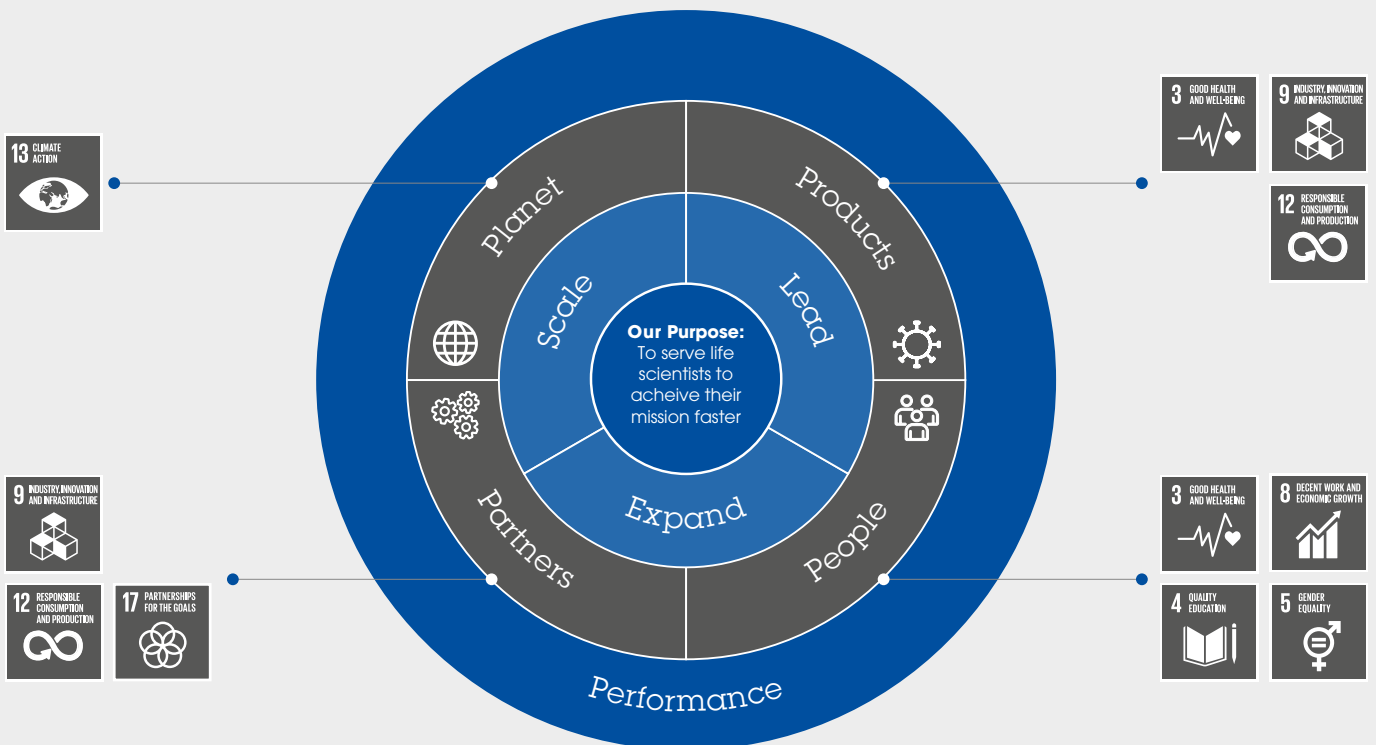 13 CLIMATE
ACTION
3 GOOD HEALTH
AND WELL-BEING
9 INDUSTRY, INNOVATION
AND INFRASTRUCTURE
12 RESPONSIBLE
CONSUMPTION
AND PRODUCTION
Planet
Products
Scale
Lead
Our Purpose:
To serve life
scientists to
acheive their
mission faster
Expand
Partners
People
Performance
9 INDUSTRY, INNOVATION
AND INFRASTRUCTURE
12 RESPONSIBLE
CONSUMPTION
AND PRODUCTION
17 PARTNERSHIPS
FOR THE GOALS
3 GOOD HEALTH
AND WELL-BEING
8 DECENT WORK AND
ECONOMIC GROWTH
4 QUALITY
EDUCATION
5 GENDER
EQUALITY